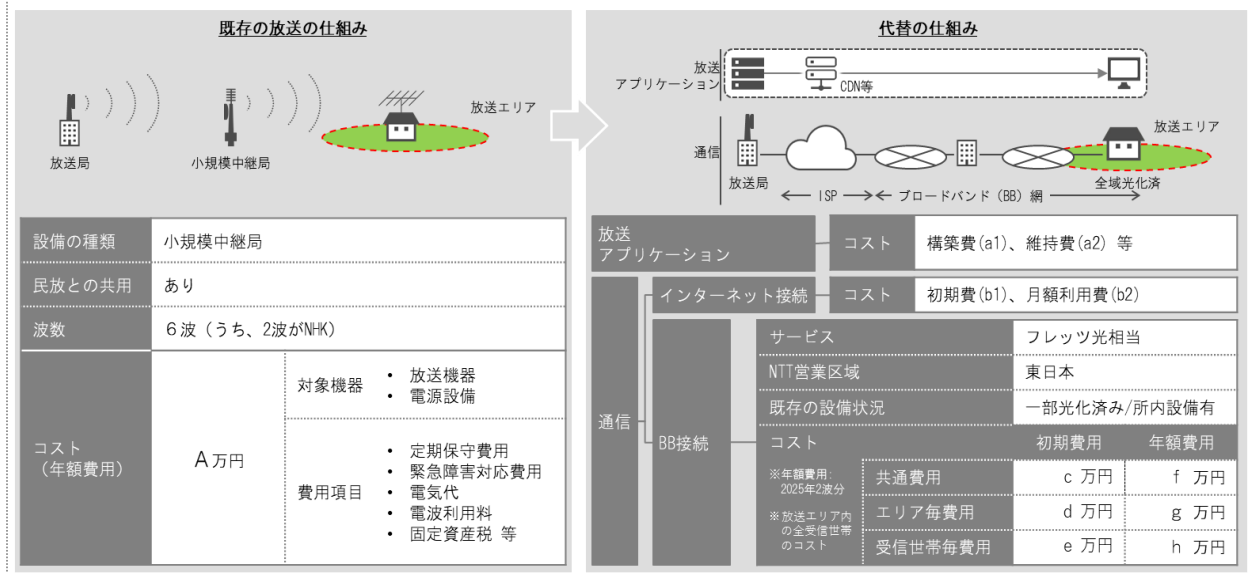 既存の放送の仕組み
放送局
小規模中継局
放送エリア
設備の種類
小規模中継局
民放との共用
あり
波数
6波（うち、2波がNHK）
コスト
（年額費用）
A万円
対象機器
• 放送機器
• 電源設備
費用項目
• 定期保守費用
• 緊急障害対応費用
• 電気代
• 電波利用料
• 固定資産税 等
代替の仕組み
放送
アプリケーション
CDN等
通信
放送局
放送エリア
全域光化済
ISP
ブロードバンド（BB）網
放送
アプリケーション
コスト
構築費(a1)、維持費(a2) 等
通信
インターネット接続
コスト
初期費(b1)、月額利用費(b2)
BB接続
サービス
フレッツ光相当
NTT営業区域
東日本
既存の設備状況
一部光化済み/所内設備有
コスト
初期費用
年額費用
※年額費用:
2025年2波分
※放送エリア内
の全受信世帯
のコスト
共通費用
c 万円
f 万円
エリア毎費用
d 万円
g 万円
受信世帯毎費用
e 万円
h 万円